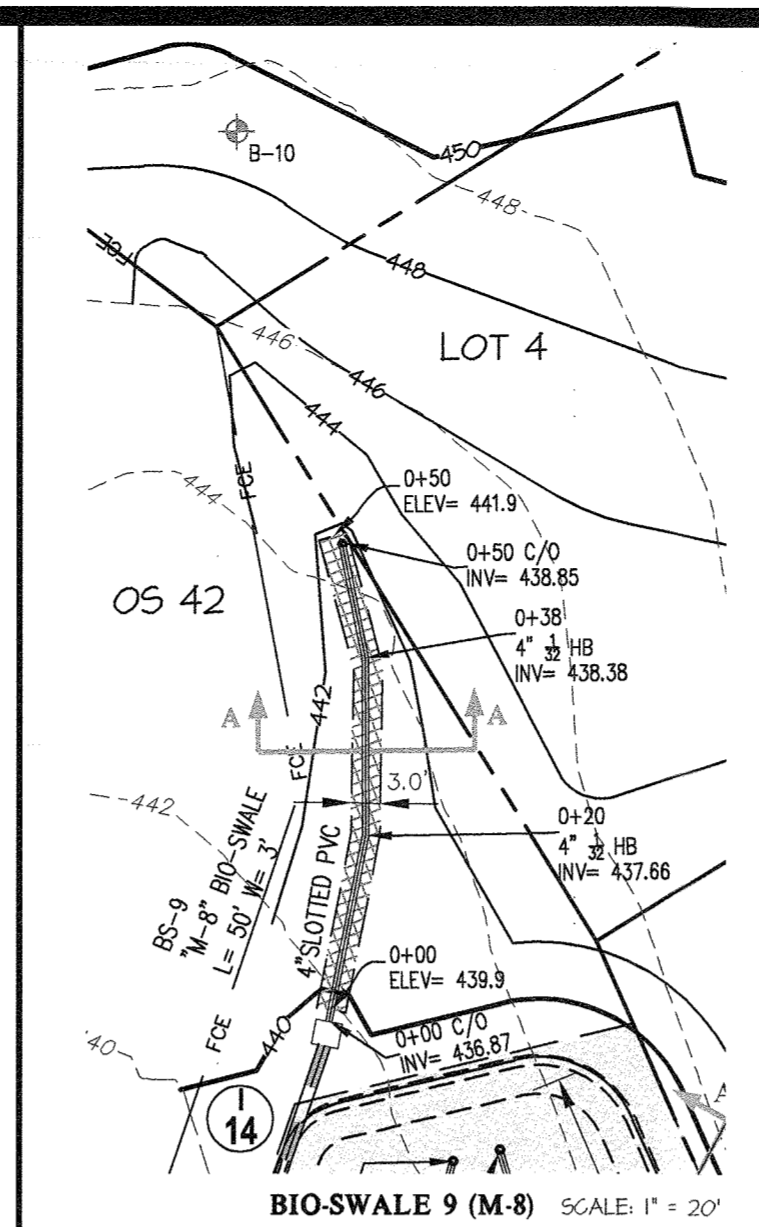 B-10
450
448
448
FCE
446
LOT 4
446
444
444
FCE
0+50
ELEV= 441.9
0+50 C/O
INV= 438.85
OS 42
0+38
4" 1/32 HB
INV= 438.38
A
A
442
FCE
3.0'
442
0+20
4" 1/32 HB
INV= 437.66
BS-9
"M-8" BIO-SWALE
L= 50' W= 3'
4"SLOTTED PVC
0+00
ELEV= 439.9
0+00 C/O
INV= 436.87
FCE
440
40
A
I
14
BIO-SWALE 9 (M-8) SCALE: 1" = 20'